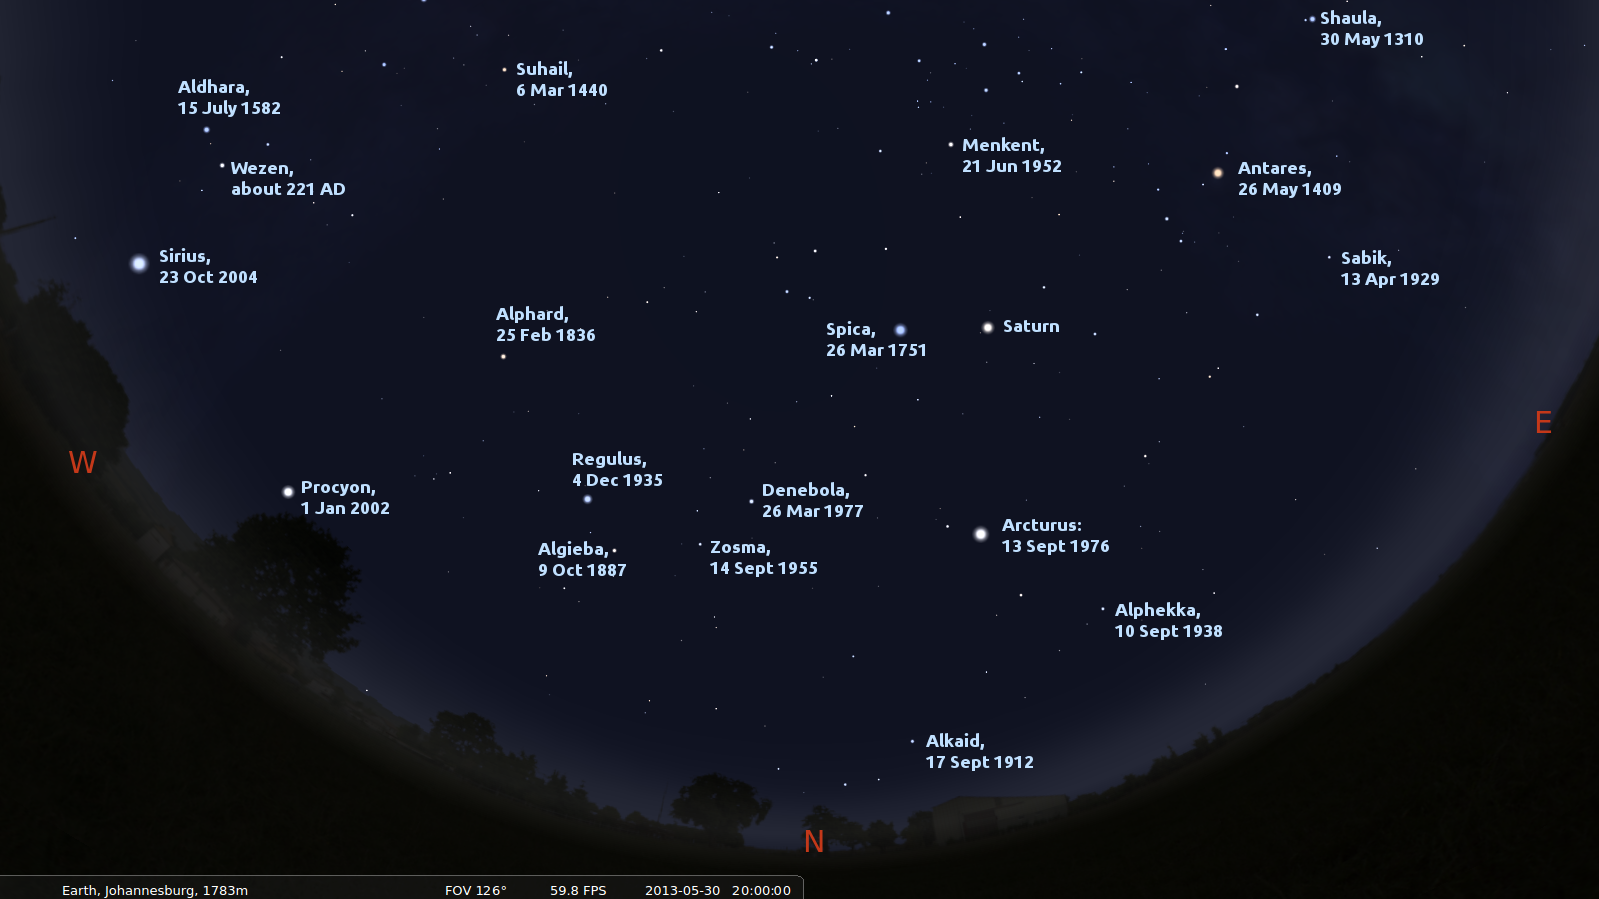 Shaula,
30 May 1310
Suhail,
6 Mar 1440
Aldhara,
15 July 1582
Menkent,
21 Jun 1952
Wezen,
about 221 AD
Antares,
26 May 1409
Sirius,
23 Oct 2004
Sabik,
13 Apr 1929
Alphard,
25 Feb 1836
Spica,
26 Mar 1751
Saturn
E
W
Regulus,
4 Dec 1935
Procyon,
1 Jan 2002
Denebola,
26 Mar 1977
Arcturus:
13 Sept 1976
Algieba,
9 Oct 1887
Zosma,
14 Sept 1955
Alphekka,
10 Sept 1938
Alkaid,
17 Sept 1912
N
Earth, Johannesburg, 1783m FOV 126° 59.8 FPS 2013-05-30 20:00:00